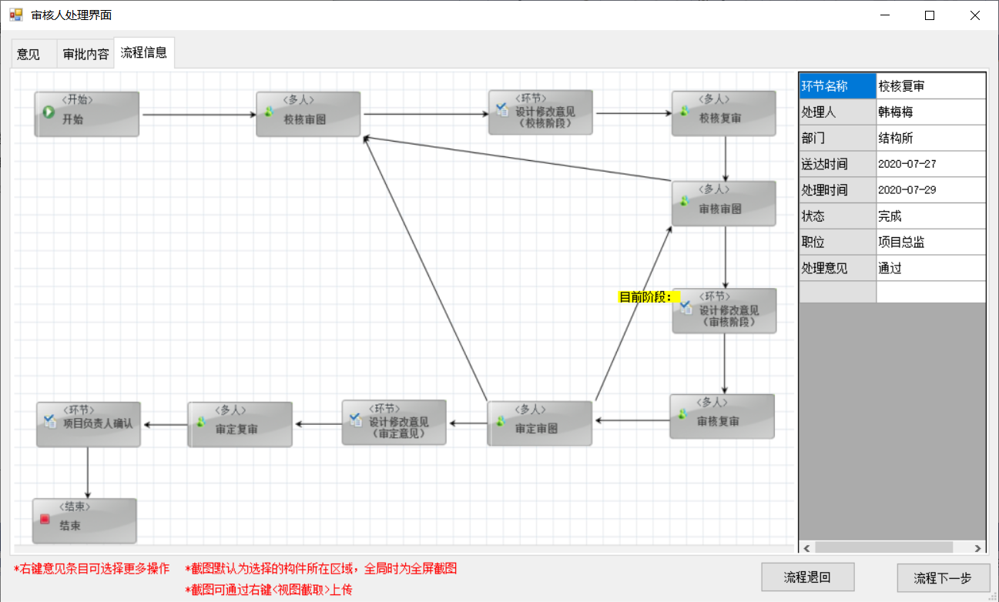 审核人处理界面
意见
审批内容
流程信息
<开始>
开始
<多人>
校核审图
<环节>
设计修改意见
(校核阶段)
<多人>
校核复审
<多人>
审核审图
目前阶段：
<环节>
设计修改意见
(审核阶段)
<环节>
项目负责人确认
<多人>
审定复审
<环节>
设计修改意见
(审定意见)
<多人>
审定审图
<多人>
审核复审
<结束>
结束
环节名称 校核复审
处理人 韩梅梅
部门 结构所
送达时间 2020-07-27
处理时间 2020-07-29
状态 完成
职位 项目总监
处理意见 通过
*右键意见条目可选择更多操作
*截图默认为选择的构件所在区域，全局时为全屏截图
*截图可通过右键<视图截取>上传
流程退回
流程下一步